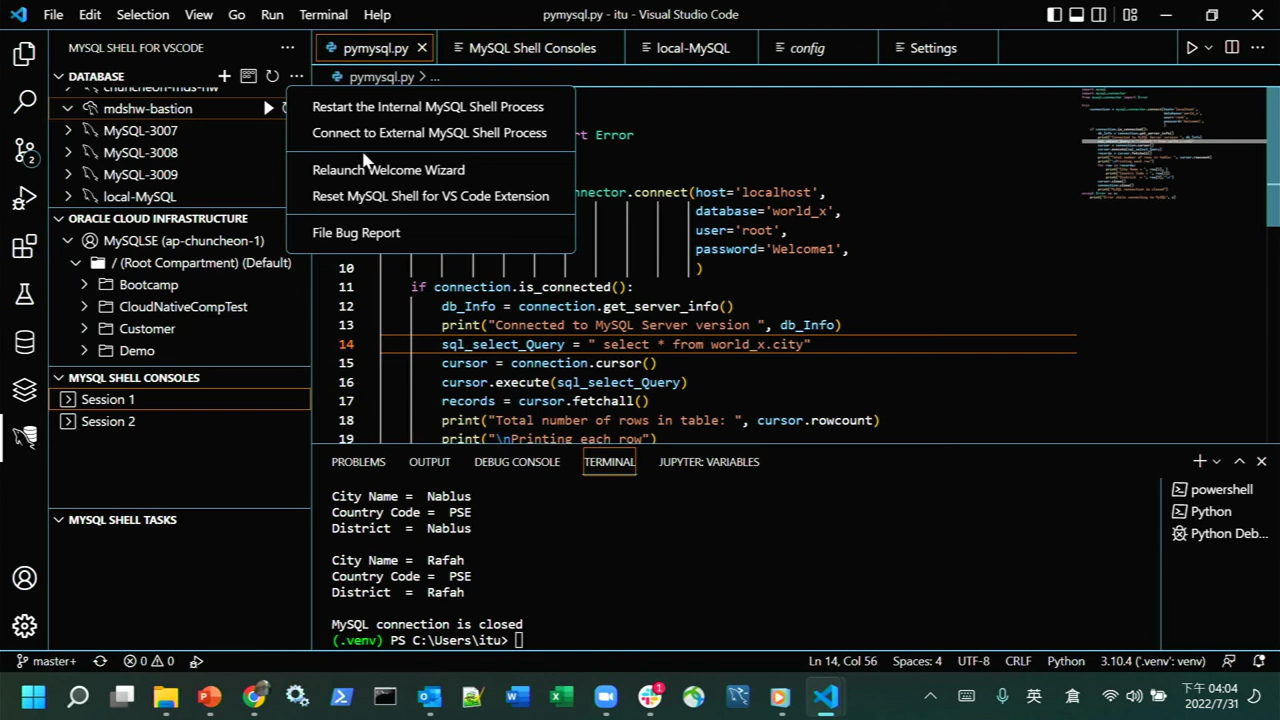 File Edit Selection View Go Run Terminal Help
pymysql.py - itu - Visual Studio Code
MYSQL SHELL FOR VSCODE
pymysql.py
MySQL Shell Consoles
local-MySQL
config
Settings
DATABASE
pymysql.py > ...
chuncheon-mds-hw
mdshw-bastion
MySQL-3007
MySQL-3008
MySQL-3009
local-MySQL
ORACLE CLOUD INFRASTRUCTURE
MySQLSE (ap-chuncheon-1)
/ (Root Compartment) (Default)
Bootcamp
CloudNativeCompTest
Customer
Demo
MYSQL SHELL CONSOLES
Session 1
Session 2
MYSQL SHELL TASKS
Restart the Internal MySQL Shell Process
Connect to External MySQL Shell Process
Relaunch Welcome Wizard
Reset MySQL Shell for VS Code Extension
File Bug Report
rt Error
nnector.connect(host='localhost',
database='world_x',
user='root',
password='Welcome1',
10 )
11 if connection.is_connected():
12 db_Info = connection.get_server_info()
13 print("Connected to MySQL Server version ", db_Info)
14 sql_select_Query = " select * from world_x.city"
15 cursor = connection.cursor()
16 cursor.execute(sql_select_Query)
17 records = cursor.fetchall()
18 print("Total number of rows in table: ", cursor.rowcount)
19 print("\nPrinting each row")
PROBLEMS OUTPUT DEBUG CONSOLE TERMINAL JUPYTER: VARIABLES
City Name =  Nablus
Country Code =  PSE
District  =  Nablus
City Name =  Rafah
Country Code =  PSE
District  =  Rafah
MySQL connection is closed
(.venv) PS C:\Users\itu>
powershell
Python
Python Deb...
2
master+
0 0
Ln 14, Col 56 Spaces: 4 UTF-8 CRLF Python 3.10.4 ('.venv': venv)
1
英
倉
下午 04:04
2022/7/31